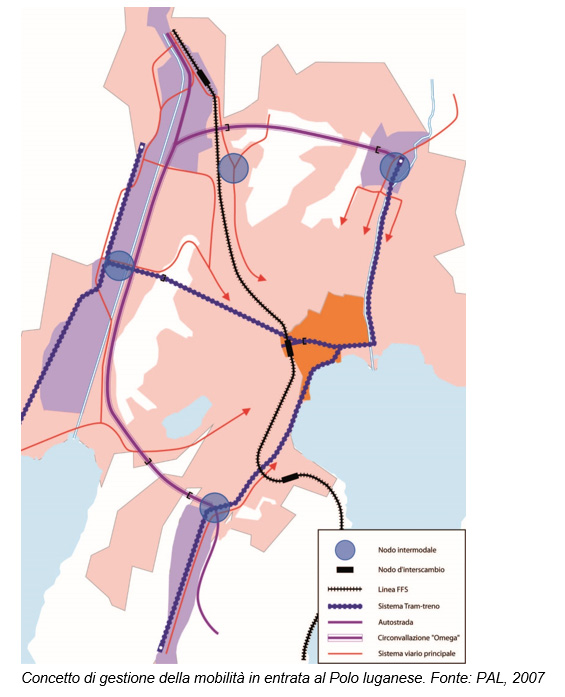 Nodo intermodale
Nodo d'interscambio
Linea FFS
Sistema Tram-treno
Autostrada
Circonvallazione "Omega"
Sistema viario principale
Concetto di gestione della mobilità in entrata al Polo luganese. Fonte: PAL, 2007